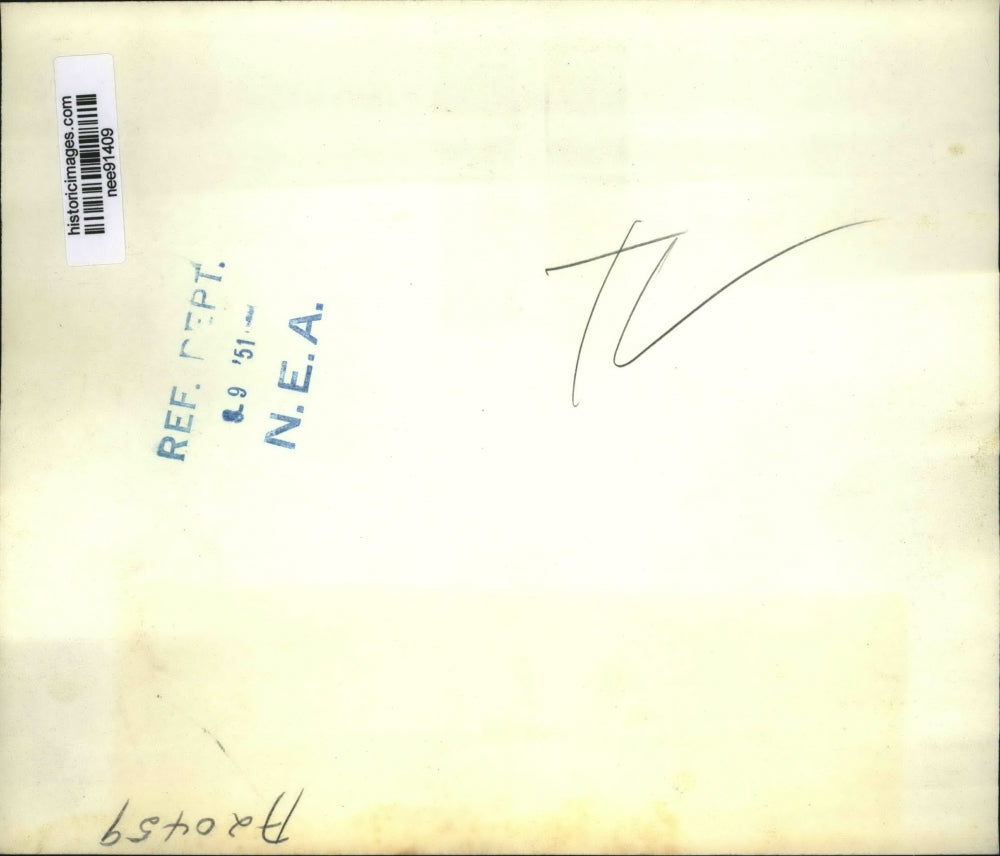 historicimages.com
nee91409
REF. DEPT.
9 '51
N.E.A.
TV
A20459